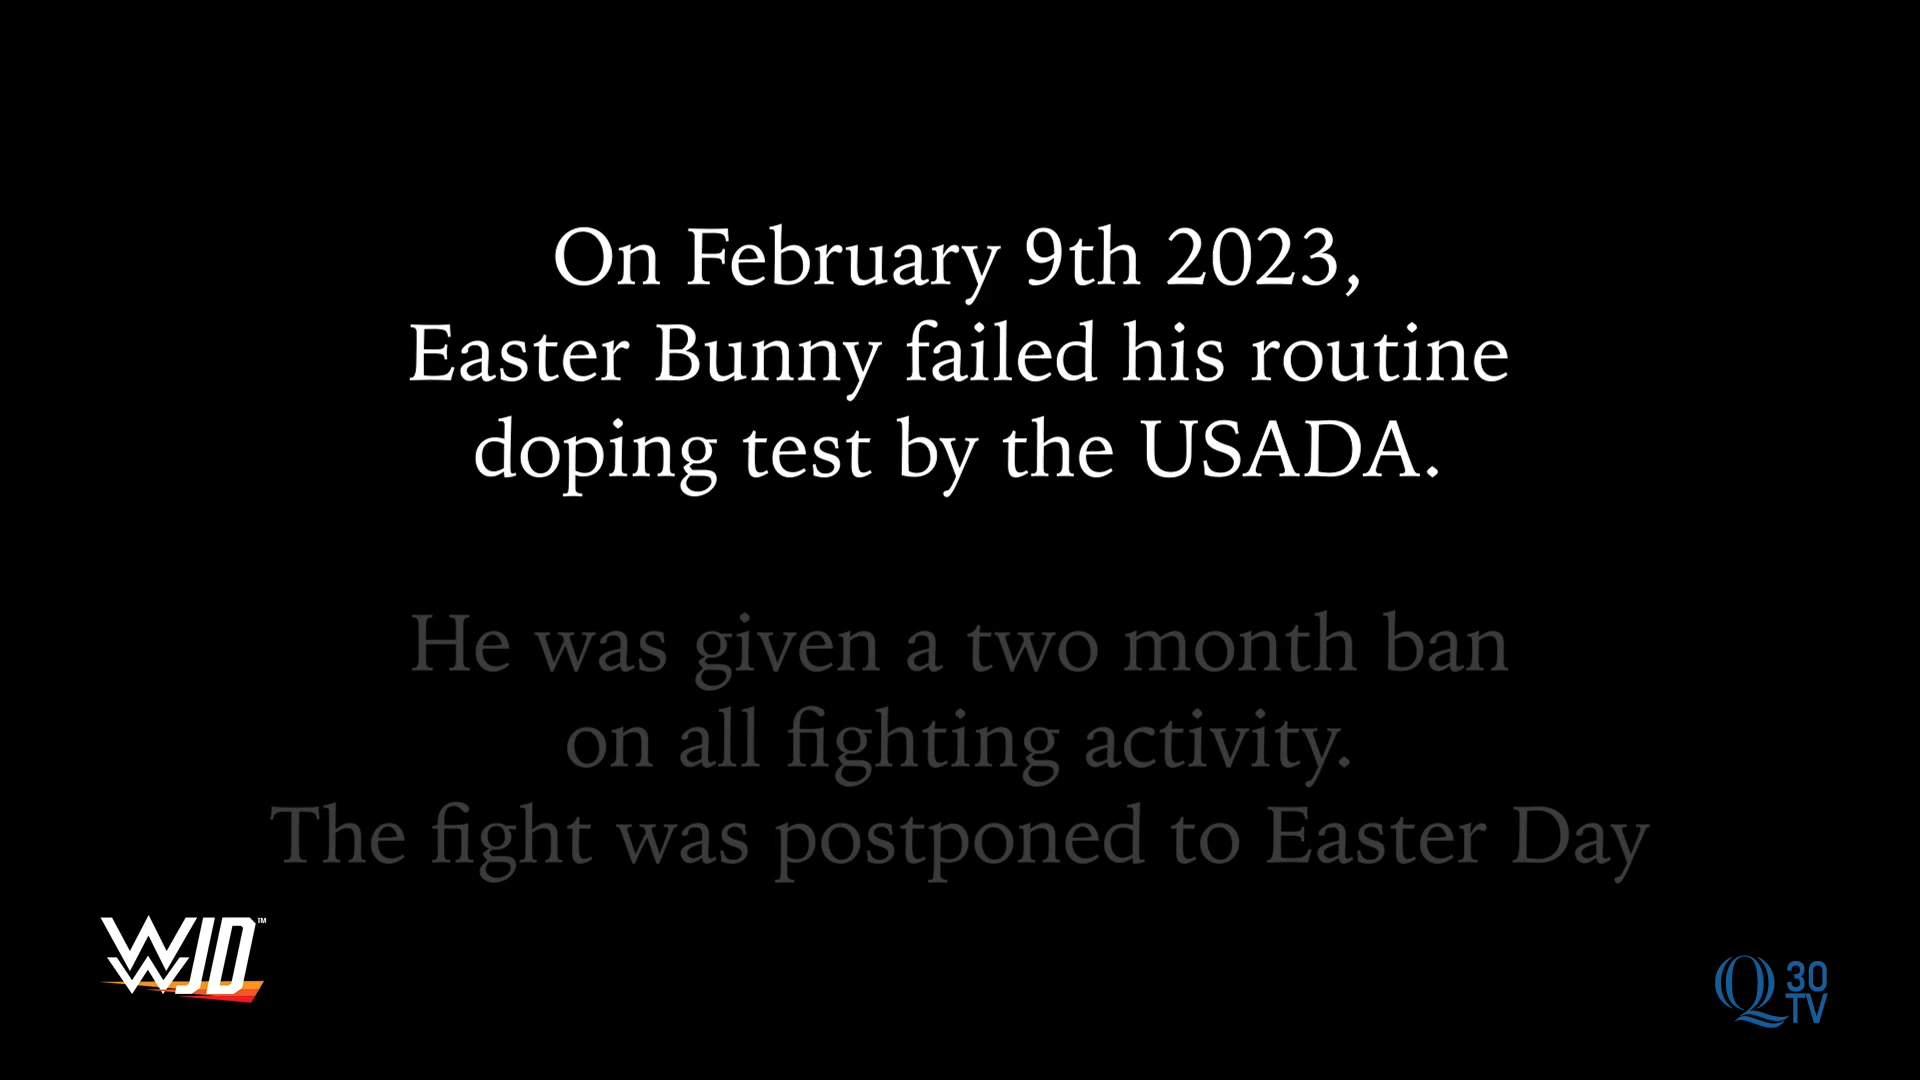 On February 9th 2023,
Easter Bunny failed his routine
doping test by the USADA.
He was given a two month ban
on all fighting activity.
The fight was postponed to Easter Day
WJD™
Q 30
TV